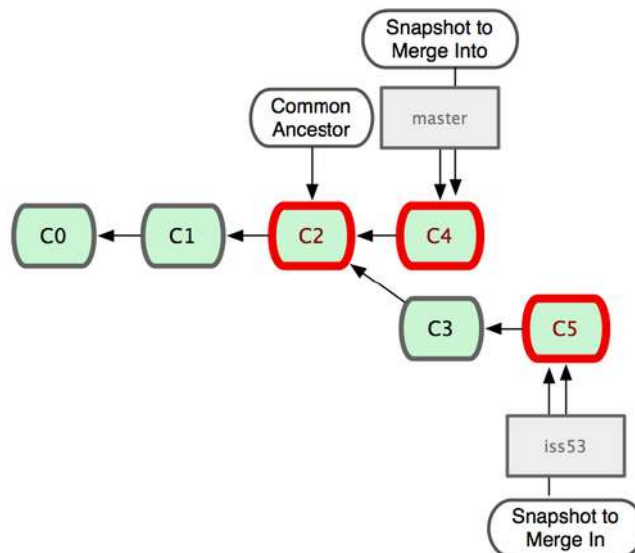 Snapshot to
Merge Into
Common
Ancestor
master
C0
C1
C2
C4
C3
C5
iss53
Snapshot to
Merge In